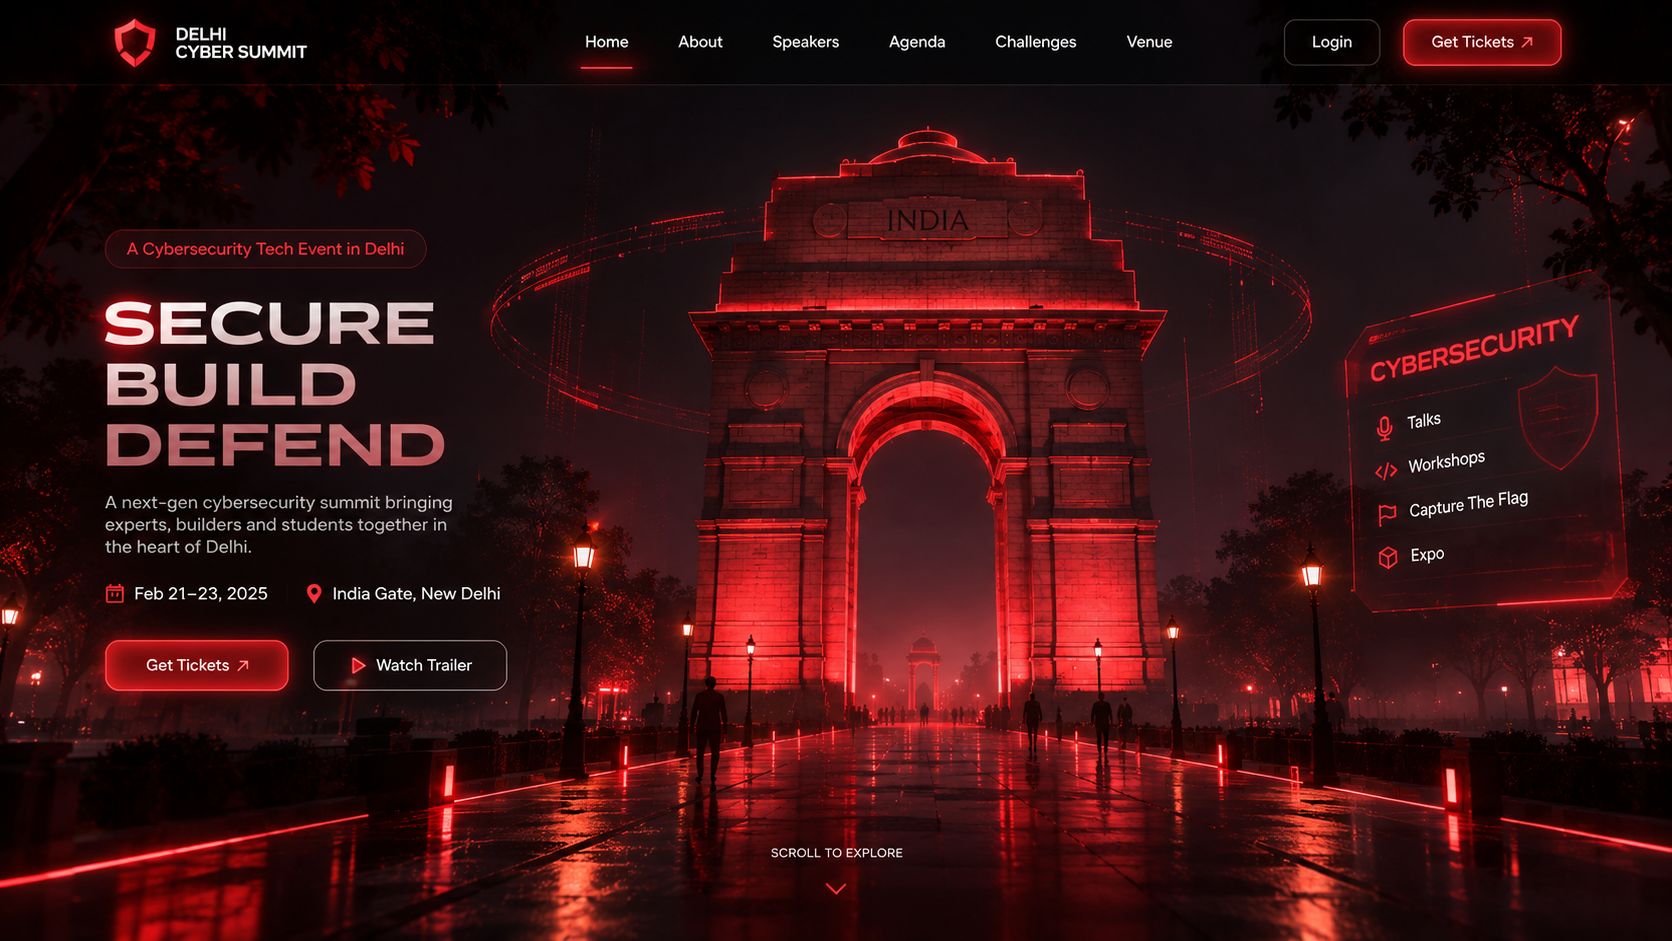 DELHI
CYBER SUMMIT
Home
About
Speakers
Agenda
Challenges
Venue
Login
Get Tickets
INDIA
A Cybersecurity Tech Event in Delhi
SECURE
BUILD
DEFEND
A next-gen cybersecurity summit bringing
experts, builders and students together in
the heart of Delhi.
Feb 21–23, 2025
India Gate, New Delhi
Get Tickets
Watch Trailer
CYBERSECURITY
Talks
Workshops
Capture The Flag
Expo
SCROLL TO EXPLORE